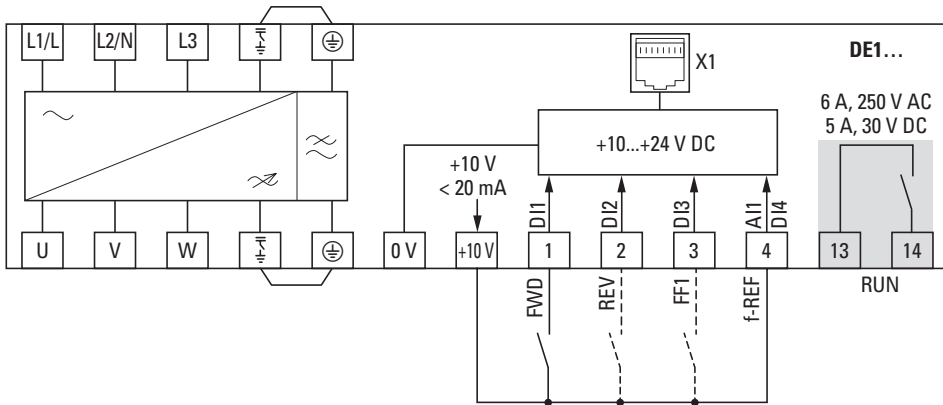 L1/L L2/N L3
X1
DE1...
6 A, 250 V AC
5 A, 30 V DC
+10...+24 V DC
+10 V
< 20 mA
DI1 DI2 DI3 AI1 DI4
U V W 0 V +10 V 1 2 3 4 13 14
FWD REV FF1 f-REF
RUN